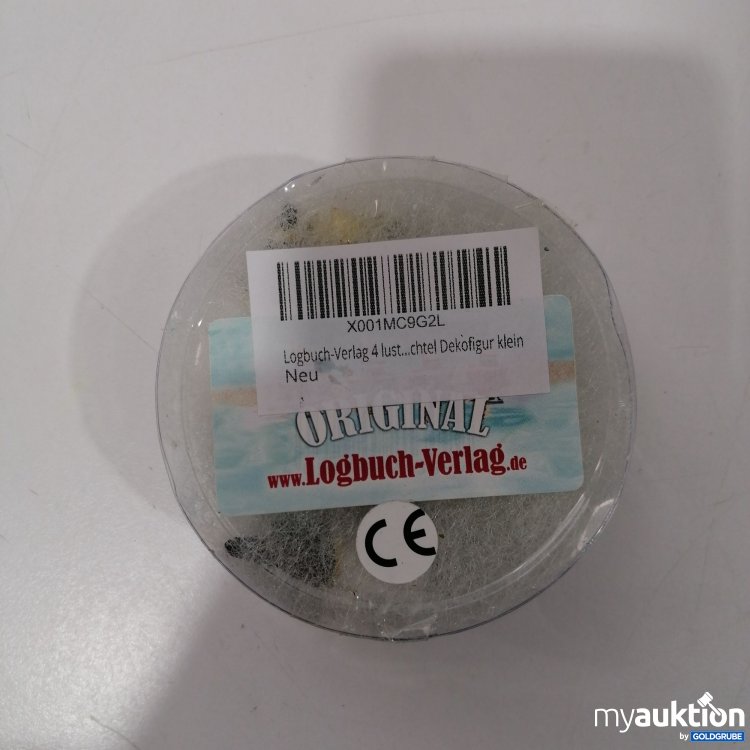 X001MC9G2L
Logbuch-Verlag 4 lust...chtel Dekofigur klein
Neu
ORIGINAL
www.Logbuch-Verlag.de
CE
myauktion
by GOLDGRUBE